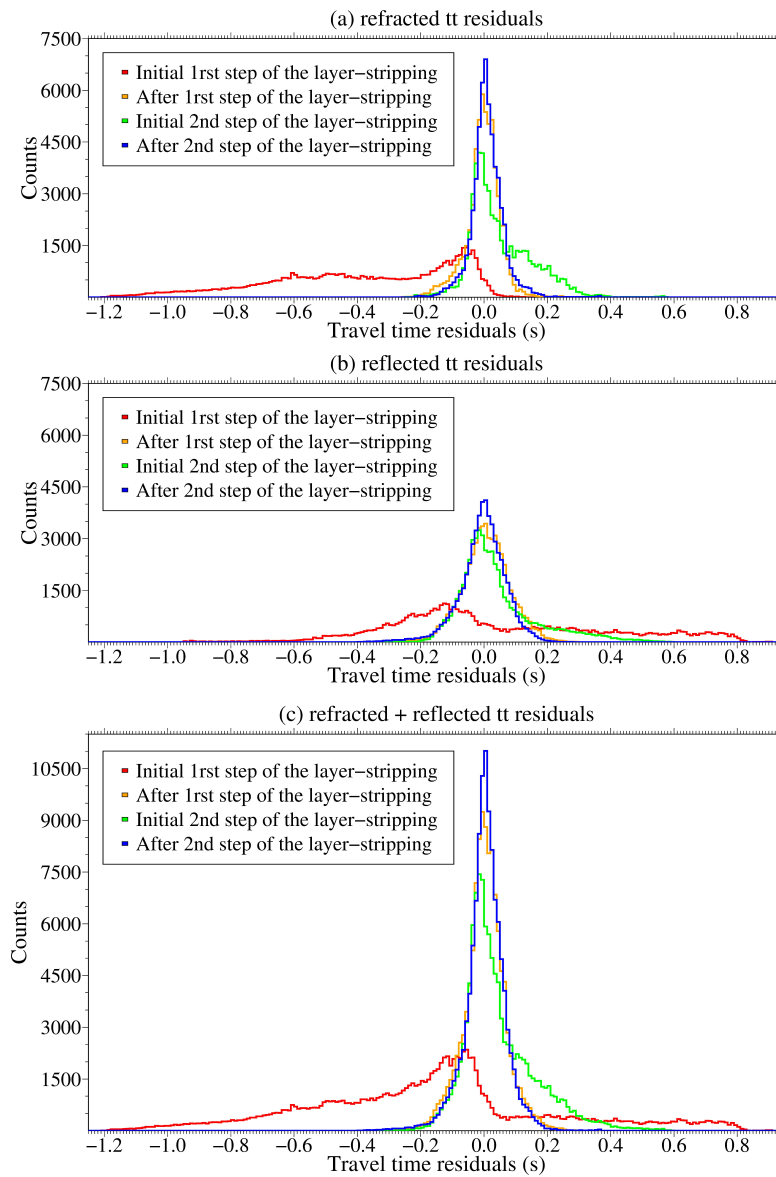 (a) refracted tt residuals
7500
6000
4500
3000
1500
Counts
Initial 1rst step of the layer−stripping
After 1rst step of the layer−stripping
Initial 2nd step of the layer−stripping
After 2nd step of the layer−stripping
−1.2 −1.0 −0.8 −0.6 −0.4 −0.2 0.0 0.2 0.4 0.6 0.8
Travel time residuals (s)
(b) reflected tt residuals
7500
6000
4500
3000
1500
Counts
Initial 1rst step of the layer−stripping
After 1rst step of the layer−stripping
Initial 2nd step of the layer−stripping
After 2nd step of the layer−stripping
−1.2 −1.0 −0.8 −0.6 −0.4 −0.2 0.0 0.2 0.4 0.6 0.8
Travel time residuals (s)
(c) refracted + reflected tt residuals
10500
9000
7500
6000
4500
3000
1500
Counts
Initial 1rst step of the layer−stripping
After 1rst step of the layer−stripping
Initial 2nd step of the layer−stripping
After 2nd step of the layer−stripping
−1.2 −1.0 −0.8 −0.6 −0.4 −0.2 0.0 0.2 0.4 0.6 0.8
Travel time residuals (s)